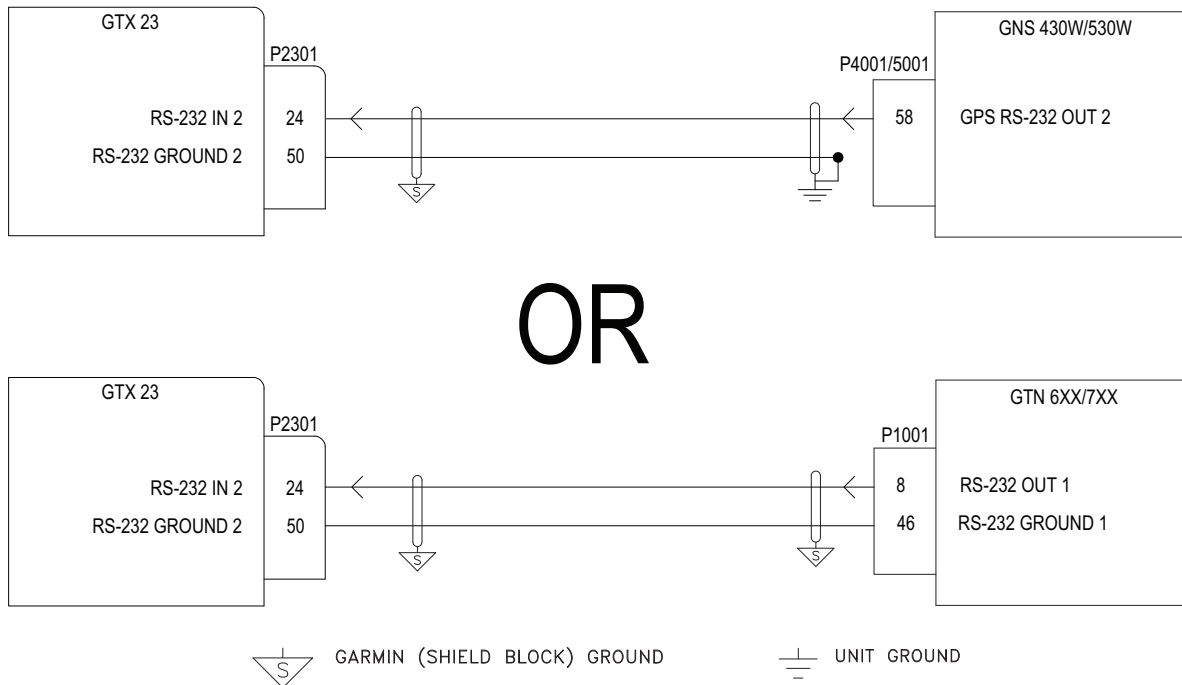 GTX 23
GNS 430W/530W
P2301
P4001/5001
RS-232 IN 2
24
58
GPS RS-232 OUT 2
RS-232 GROUND 2
50
S
OR
GTX 23
GTN 6XX/7XX
P2301
P1001
RS-232 IN 2
24
8
RS-232 OUT 1
RS-232 GROUND 2
50
46
RS-232 GROUND 1
S
S
S
GARMIN (SHIELD BLOCK) GROUND
UNIT GROUND